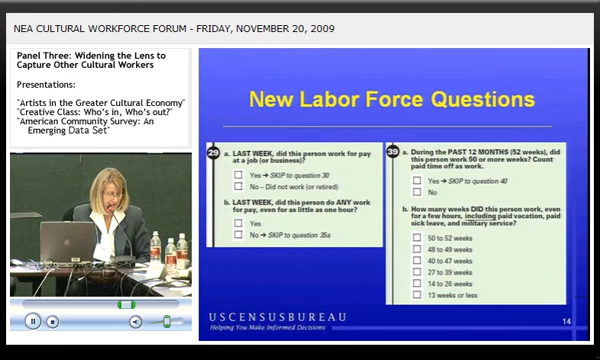 NEA CULTURAL WORKFORCE FORUM - FRIDAY, NOVEMBER 20, 2009
Panel Three: Widening the Lens to
Capture Other Cultural Workers
Presentations:
"Artists in the Greater Cultural Economy"
"Creative Class: Who's in, Who's out?"
"American Community Survey: An
Emerging Data Set"
New Labor Force Questions
29 a. LAST WEEK, did this person work for pay
at a job (or business)?
Yes → SKIP to question 30
No – Did not work (or retired)
b. LAST WEEK, did this person do ANY work
for pay, even for as little as one hour?
Yes
No → SKIP to question 35a
39 a. During the PAST 12 MONTHS (52 weeks), did
this person work 50 or more weeks? Count
paid time off as work.
Yes → SKIP to question 40
No
b. How many weeks DID this person work, even
for a few hours, including paid vacation, paid
sick leave, and military service?
50 to 52 weeks
48 to 49 weeks
40 to 47 weeks
27 to 39 weeks
14 to 26 weeks
13 weeks or less
USCENSUSBUREAU
Helping You Make Informed Decisions
14